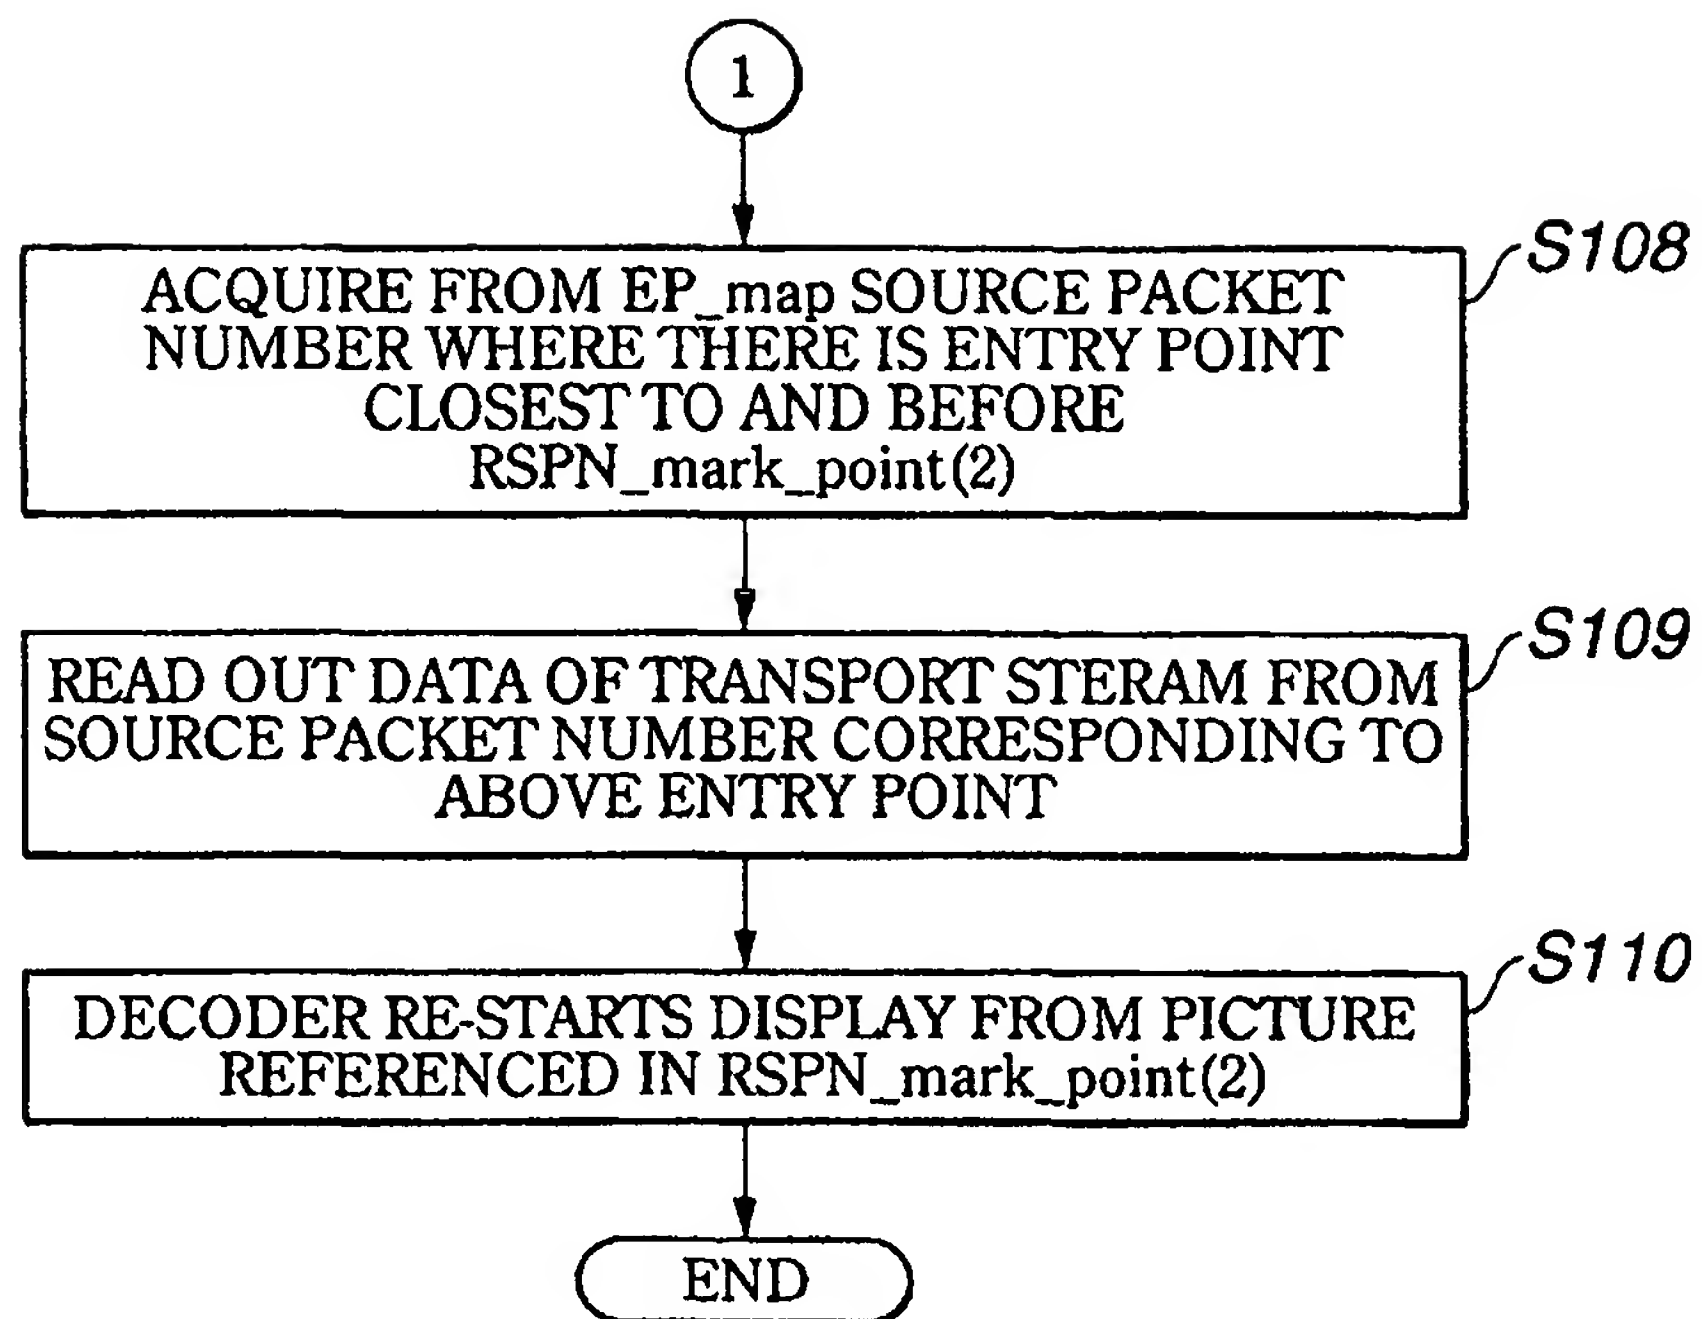 1
S108
ACQUIRE FROM EP_map SOURCE PACKET
NUMBER WHERE THERE IS ENTRY POINT
CLOSEST TO AND BEFORE
RSPN_mark_point(2)
S109
READ OUT DATA OF TRANSPORT STERAM FROM
SOURCE PACKET NUMBER CORRESPONDING TO
ABOVE ENTRY POINT
S110
DECODER RE-STARTS DISPLAY FROM PICTURE
REFERENCED IN RSPN_mark_point(2)
END